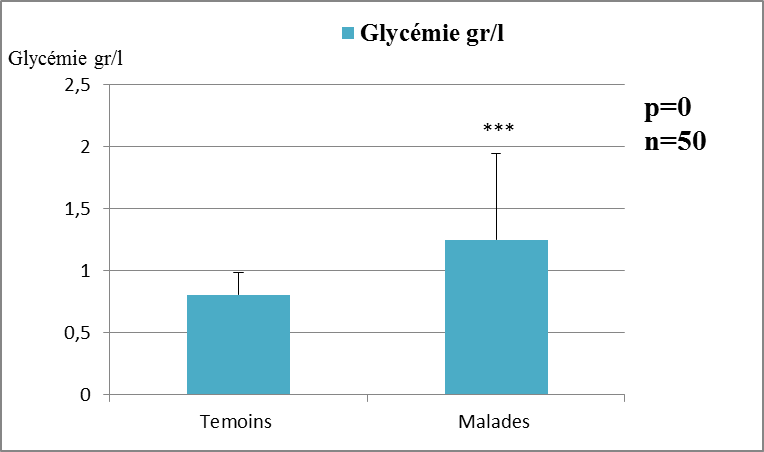 Glycémie gr/l
Glycémie gr/l
2,5
2
1,5
1
0,5
0
***
p=0
n=50
Temoins
Malades